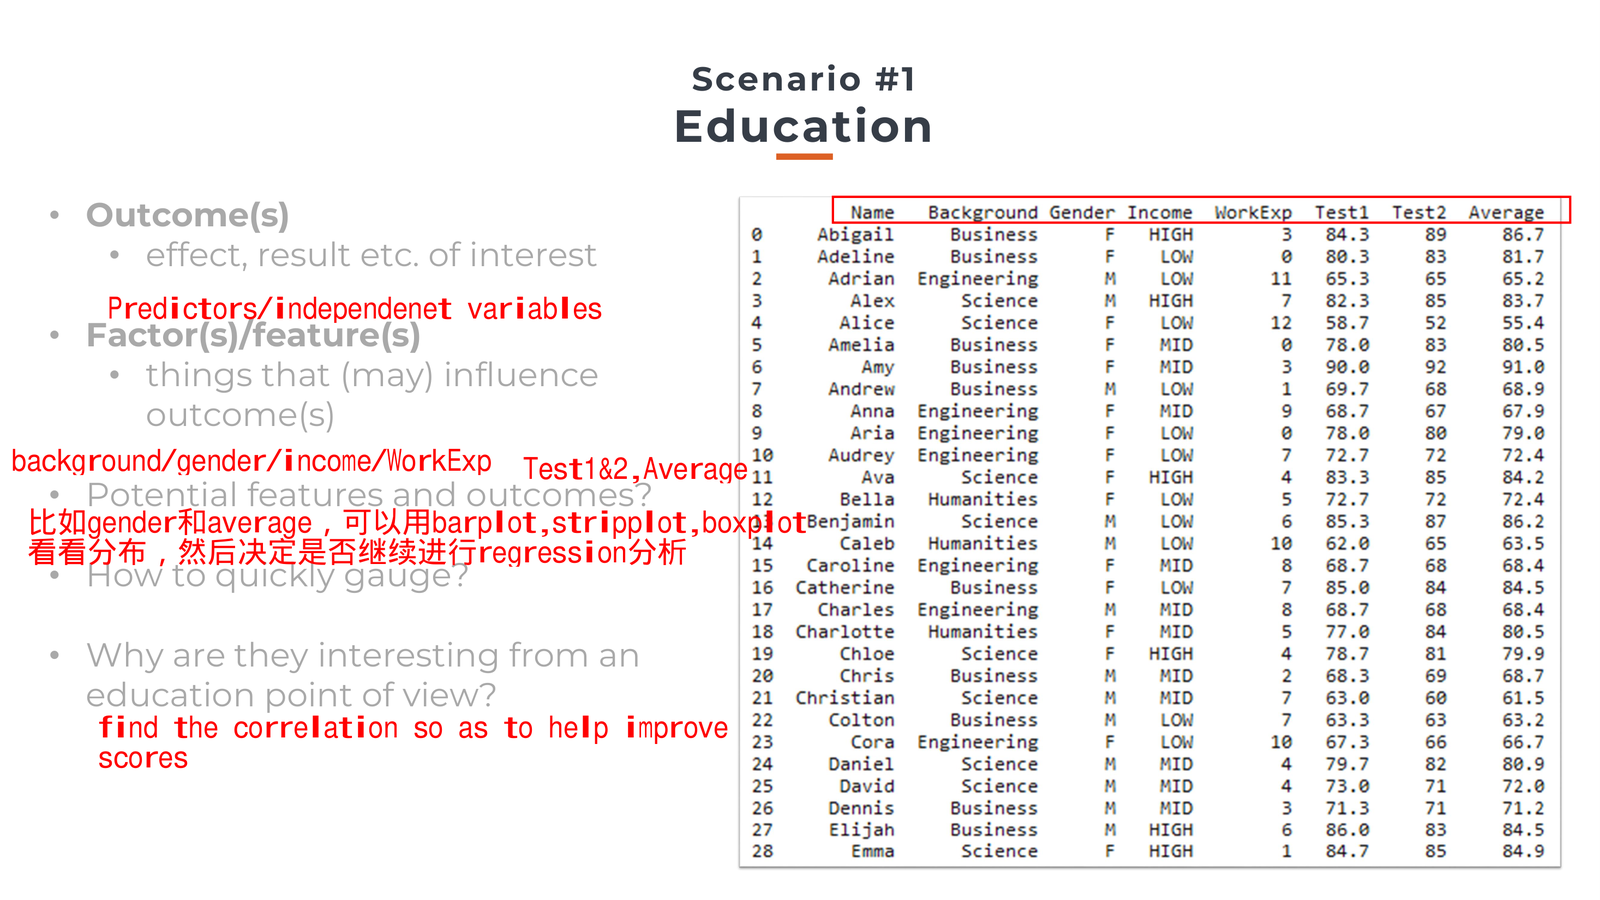 Scenario #1
Education
• Outcome(s)
• effect, result etc. of interest
Predictors/independenet variables
• Factor(s)/feature(s)
• things that (may) influence
outcome(s)
background/gender/income/WorkExp Test1&2,Average
• Potential features and outcomes?
比如gender和average，可以用barplot,stripplot,boxplot
看看分布，然后决定是否继续进行regression分析
• How to quickly gauge?
• Why are they interesting from an
education point of view?
find the correlation so as to help improve
scores
Name Background Gender Income WorkExp Test1 Test2 Average
0 Abigail Business F HIGH 3 84.3 89 86.7
1 Adeline Business F LOW 0 80.3 83 81.7
2 Adrian Engineering M LOW 11 65.3 65 65.2
3 Alex Science M HIGH 7 82.3 85 83.7
4 Alice Science F LOW 12 58.7 52 55.4
5 Amelia Business F MID 0 78.0 83 80.5
6 Amy Business F MID 3 90.0 92 91.0
7 Andrew Business M LOW 1 69.7 68 68.9
8 Anna Engineering F MID 9 68.7 67 67.9
9 Aria Engineering F LOW 0 78.0 80 79.0
10 Audrey Engineering F LOW 7 72.7 72 72.4
11 Ava Science F HIGH 4 83.3 85 84.2
12 Bella Humanities F LOW 5 72.7 72 72.4
13 Benjamin Science M LOW 6 85.3 87 86.2
14 Caleb Humanities M LOW 10 62.0 65 63.5
15 Caroline Engineering F MID 8 68.7 68 68.4
16 Catherine Business F LOW 7 85.0 84 84.5
17 Charles Engineering M MID 8 68.7 68 68.4
18 Charlotte Humanities F MID 5 77.0 84 80.5
19 Chloe Science F HIGH 4 78.7 81 79.9
20 Chris Business M MID 2 68.3 69 68.7
21 Christian Science M MID 7 63.0 60 61.5
22 Colton Business M LOW 7 63.3 63 63.2
23 Cora Engineering F LOW 10 67.3 66 66.7
24 Daniel Science M MID 4 79.7 82 80.9
25 David Science M MID 4 73.0 71 72.0
26 Dennis Business M MID 3 71.3 71 71.2
27 Elijah Business M HIGH 6 86.0 83 84.5
28 Emma Science F HIGH 1 84.7 85 84.9